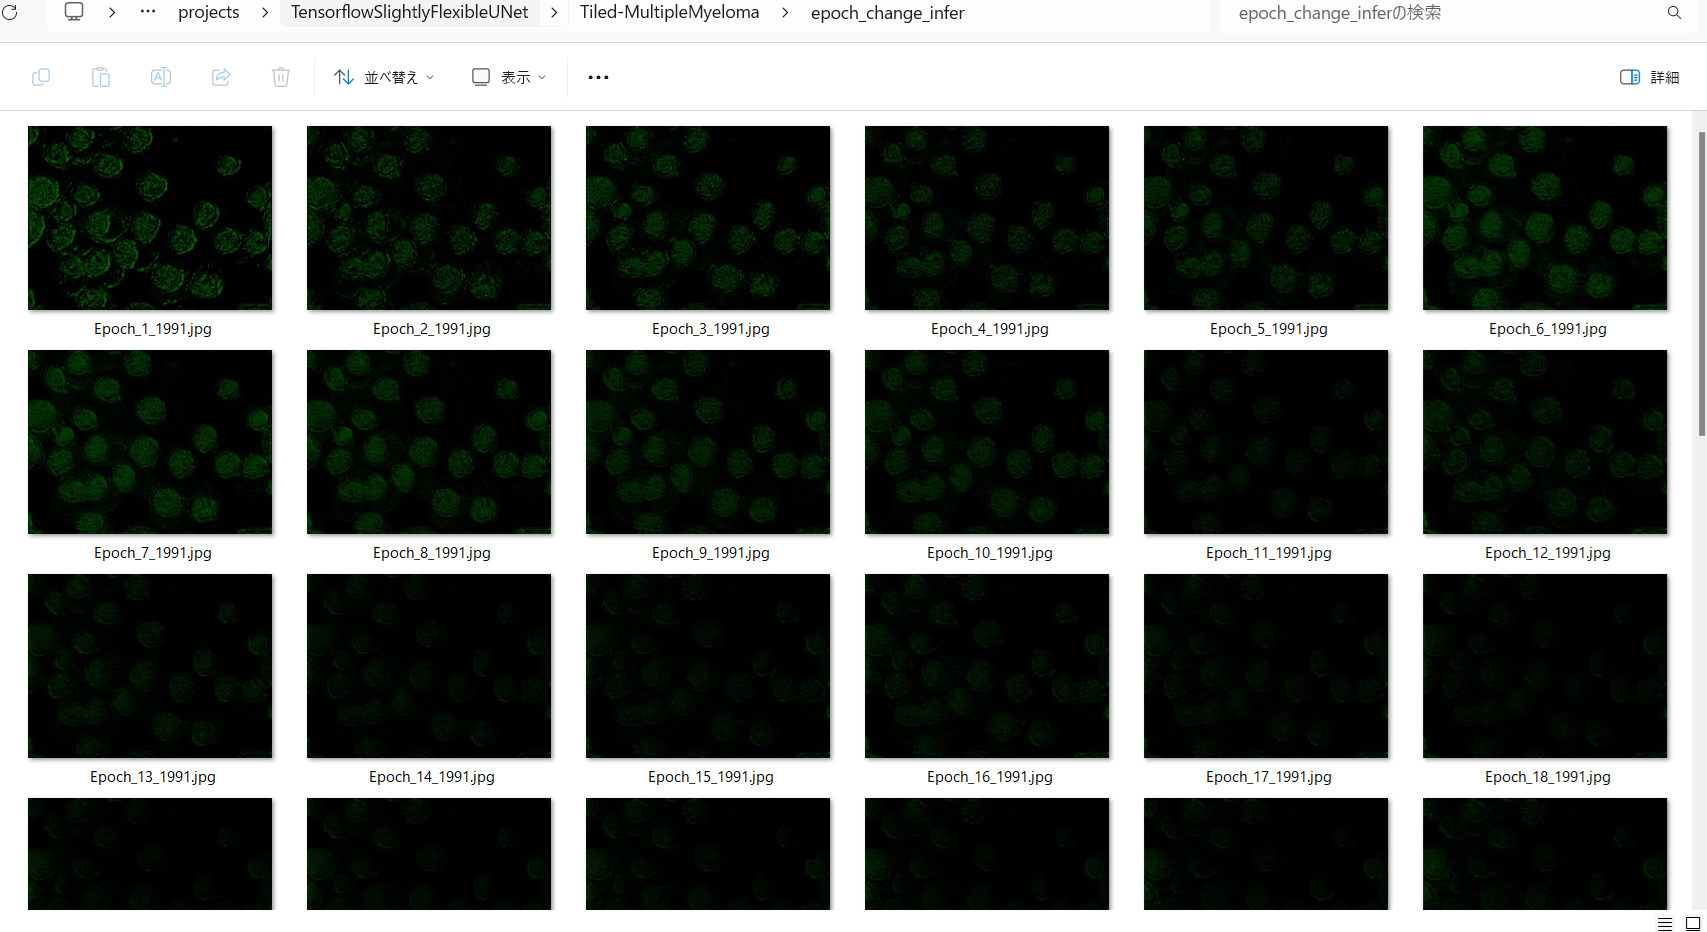 projects > TensorflowSlightlyFlexibleUNet > Tiled-MultipleMyeloma > epoch_change_infer
epoch_change_inferの検索
並べ替え 表示 詳細
Epoch_1_1991.jpg Epoch_2_1991.jpg Epoch_3_1991.jpg Epoch_4_1991.jpg Epoch_5_1991.jpg Epoch_6_1991.jpg
Epoch_7_1991.jpg Epoch_8_1991.jpg Epoch_9_1991.jpg Epoch_10_1991.jpg Epoch_11_1991.jpg Epoch_12_1991.jpg
Epoch_13_1991.jpg Epoch_14_1991.jpg Epoch_15_1991.jpg Epoch_16_1991.jpg Epoch_17_1991.jpg Epoch_18_1991.jpg